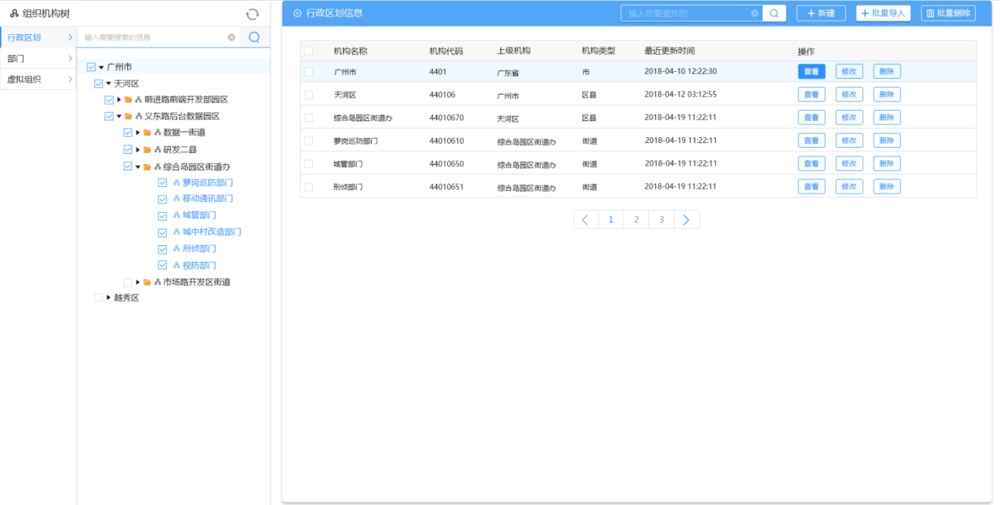 组织机构树
行政区划
部门
虚拟组织
输入需要搜索的信息
广州市
天河区
前进路前端开发部园区
义东路后台数据园区
数据一街道
研发二县
综合岛园区街道办
萝岗巡防部门
移动通讯部门
城管部门
城中村改造部门
刑侦部门
视防部门
市场路开发区街道
越秀区
行政区划信息 输入您要查找的 新建 批量导入 批量删除
机构名称 机构代码 上级机构 机构类型 最近更新时间 操作
广州市 4401 广东省 市 2018-04-10 12:22:30 查看 修改 删除
天河区 440106 广州市 区县 2018-04-12 03:12:55 查看 修改 删除
综合岛园区街道办 44010670 天河区 区县 2018-04-19 11:22:11 查看 修改 删除
萝岗巡防部门 44010610 综合岛园区街道办 街道 2018-04-19 11:22:11 查看 修改 删除
城管部门 44010650 综合岛园区街道办 街道 2018-04-19 11:22:11 查看 修改 删除
刑侦部门 44010651 综合岛园区街道办 街道 2018-04-19 11:22:11 查看 修改 删除
1 2 3